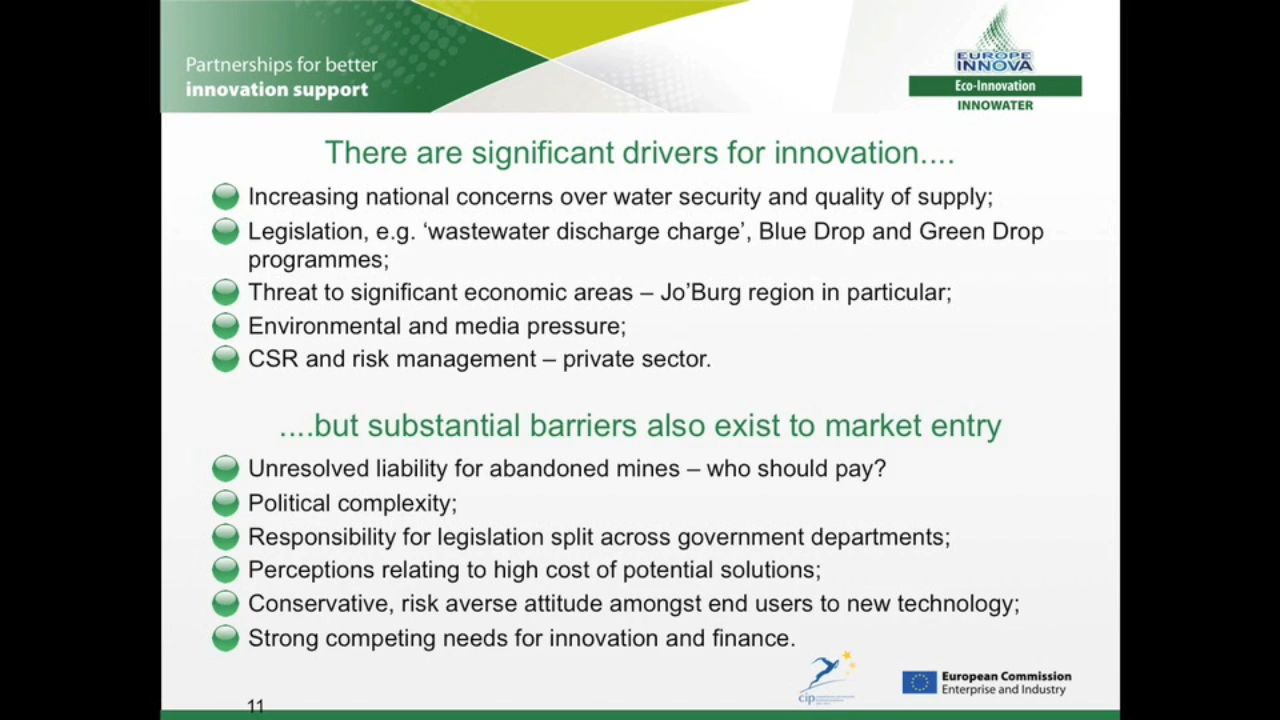 Partnerships for better
innovation support
EUROPE
INNOVA
Eco-Innovation
INNOWATER
There are significant drivers for innovation....
Increasing national concerns over water security and quality of supply;
Legislation, e.g. ‘wastewater discharge charge’, Blue Drop and Green Drop
programmes;
Threat to significant economic areas – Jo’Burg region in particular;
Environmental and media pressure;
CSR and risk management – private sector.
....but substantial barriers also exist to market entry
Unresolved liability for abandoned mines – who should pay?
Political complexity;
Responsibility for legislation split across government departments;
Perceptions relating to high cost of potential solutions;
Conservative, risk averse attitude amongst end users to new technology;
Strong competing needs for innovation and finance.
cip
European Commission
Enterprise and Industry
11